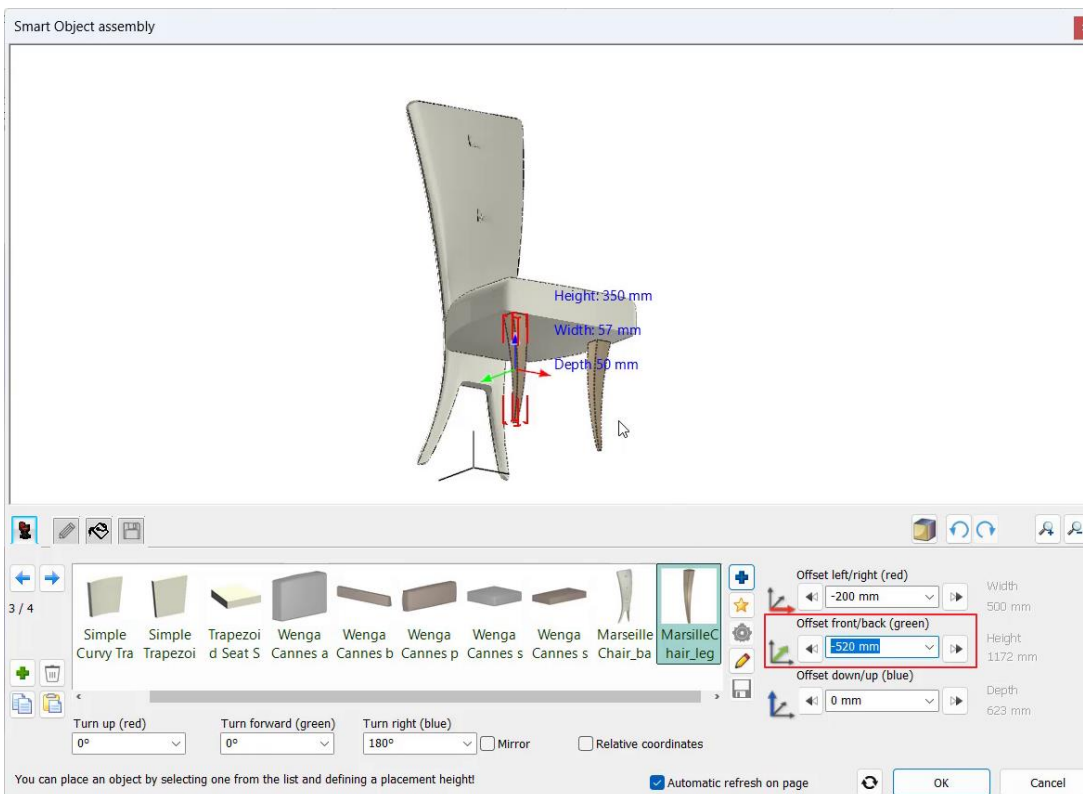 Smart Object assembly
Height: 350 mm
Width: 57 mm
Depth 50 mm
3 / 4
Simple
Curvy Tra
Simple
Trapezoi
Trapezoi
d Seat S
Wenga
Cannes a
Wenga
Cannes b
Wenga
Cannes p
Wenga
Cannes s
Wenga
Cannes s
Marseille
Chair_ba
MarsilleC
hair_leg
Offset left/right (red)
-200 mm
Width
500 mm
Offset front/back (green)
-520 mm
Height
1172 mm
Offset down/up (blue)
0 mm
Depth
623 mm
Turn up (red)
0°
Turn forward (green)
0°
Turn right (blue)
180°
Mirror
Relative coordinates
You can place an object by selecting one from the list and defining a placement height!
Automatic refresh on page
OK
Cancel